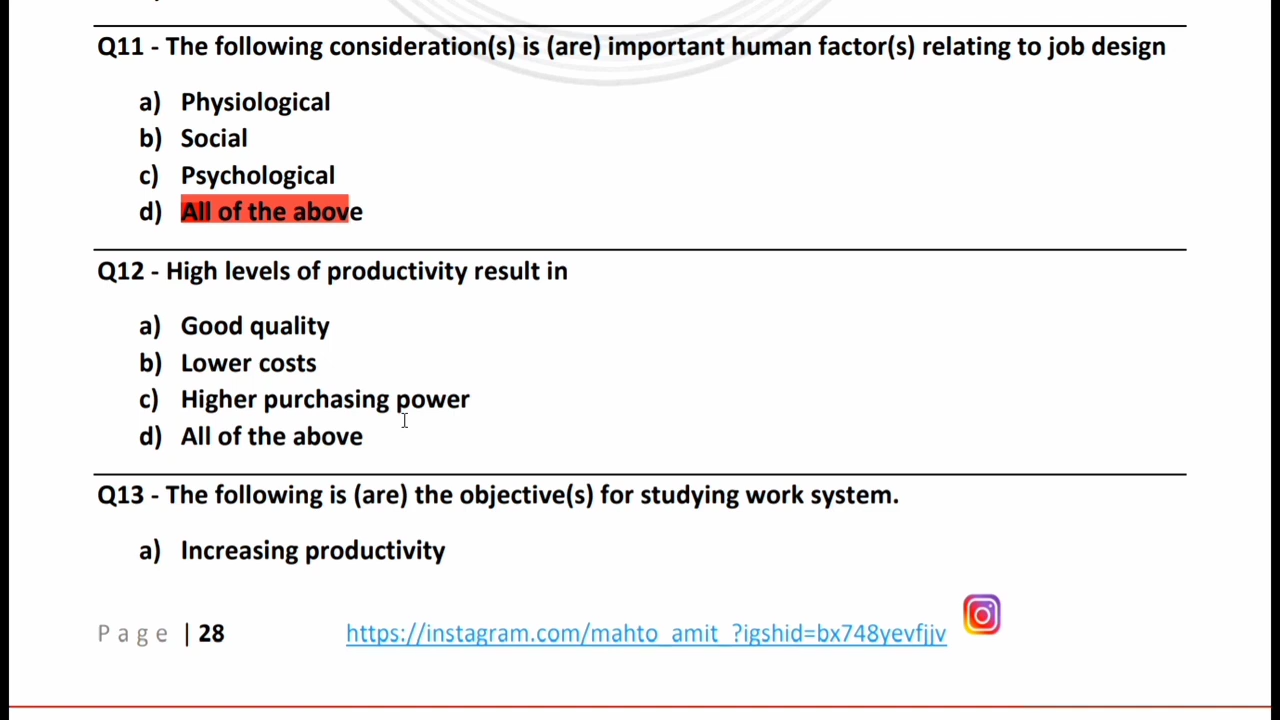 Q11 - The following consideration(s) is (are) important human factor(s) relating to job design
a) Physiological
b) Social
c) Psychological
d) All of the above
Q12 - High levels of productivity result in
a) Good quality
b) Lower costs
c) Higher purchasing power
d) All of the above
Q13 - The following is (are) the objective(s) for studying work system.
a) Increasing productivity
Page | 28 https://instagram.com/mahto_amit_?igshid=bx748yevfjjv